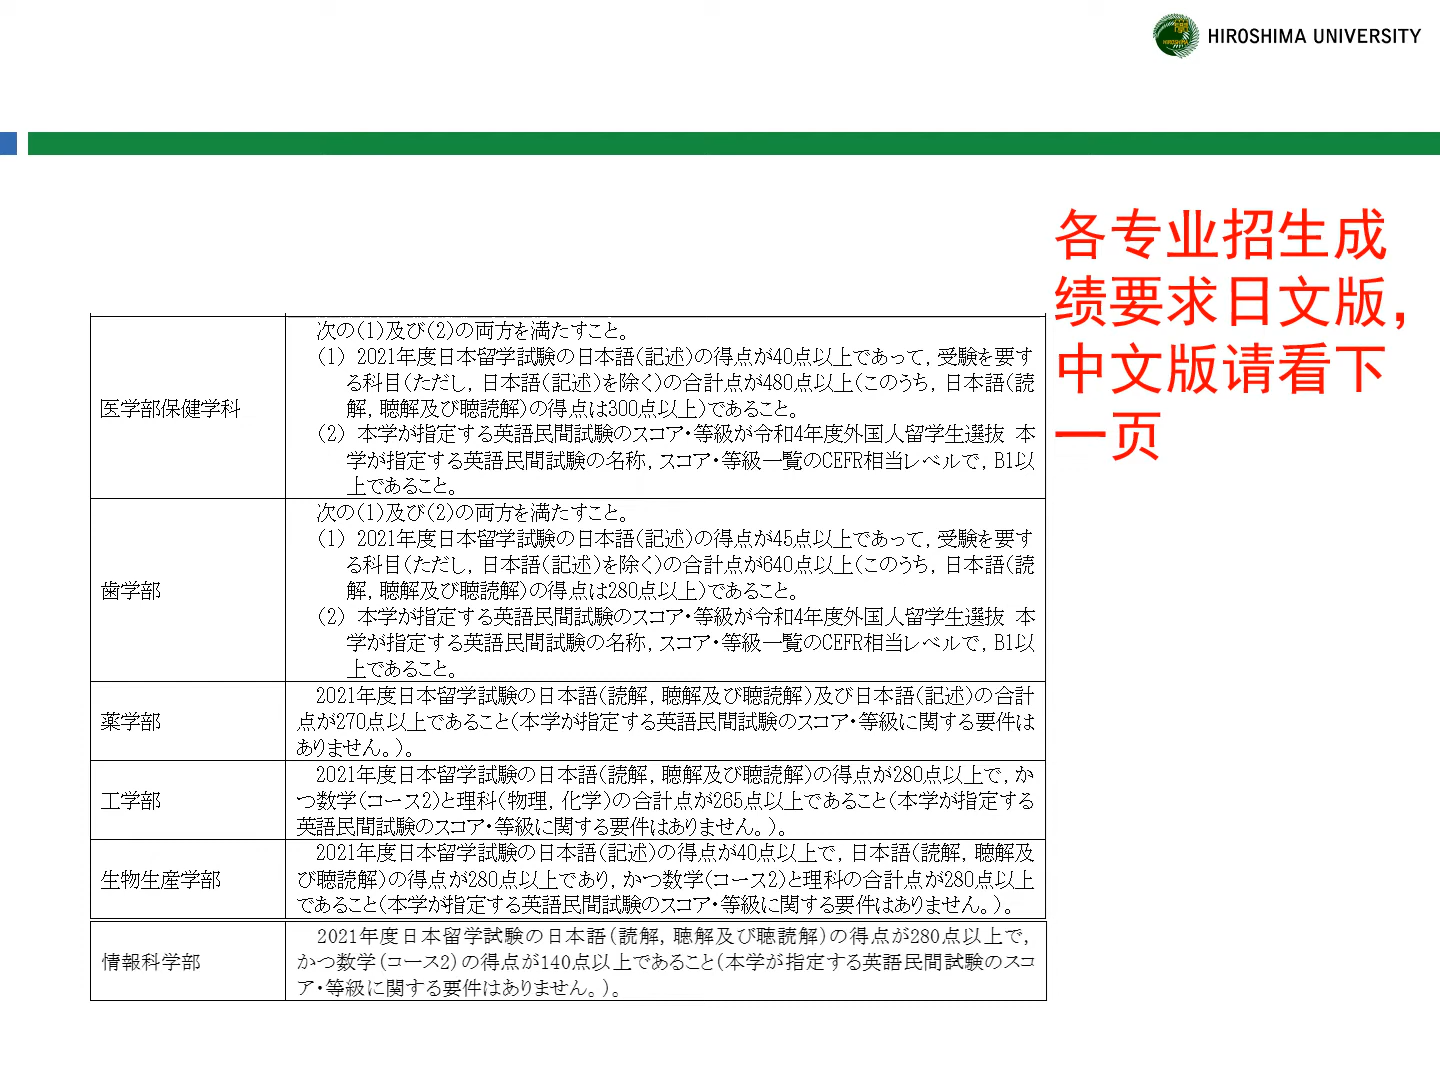 HIROSHIMA UNIVERSITY
各专业招生成
绩要求日文版，
中文版请看下
一页
医学部保健学科
次の(1)及び(2)の両方を満たすこと。
(1) 2021年度日本留学試験の日本語(記述)の得点が40点以上であって，受験を要す
る科目(ただし，日本語(記述)を除く)の合計点が480点以上(このうち，日本語(読
解，聴解及び聴読解)の得点は300点以上)であること。
(2) 本学が指定する英語民間試験のスコア・等級が令和4年度外国人留学生選抜 本
学が指定する英語民間試験の名称，スコア・等級一覧のCEFR相当レベルで，B1以
上であること。
歯学部
次の(1)及び(2)の両方を満たすこと。
(1) 2021年度日本留学試験の日本語(記述)の得点が45点以上であって，受験を要す
る科目(ただし，日本語(記述)を除く)の合計点が640点以上(このうち，日本語(読
解，聴解及び聴読解)の得点は280点以上)であること。
(2) 本学が指定する英語民間試験のスコア・等級が令和4年度外国人留学生選抜 本
学が指定する英語民間試験の名称，スコア・等級一覧のCEFR相当レベルで，B1以
上であること。
薬学部
2021年度日本留学試験の日本語(読解，聴解及び聴読解)及び日本語(記述)の合計
点が270点以上であること(本学が指定する英語民間試験のスコア・等級に関する要件は
ありません。)。
工学部
2021年度日本留学試験の日本語(読解，聴解及び聴読解)の得点が280点以上で，か
つ数学(コース2)と理科(物理，化学)の合計点が265点以上であること(本学が指定する
英語民間試験のスコア・等級に関する要件はありません。)。
生物生産学部
2021年度日本留学試験の日本語(記述)の得点が40点以上で，日本語(読解，聴解及
び聴読解)の得点が280点以上であり，かつ数学(コース2)と理科の合計点が280点以上
であること(本学が指定する英語民間試験のスコア・等級に関する要件はありません。)。
情報科学部
2021年度日本留学試験の日本語(読解，聴解及び聴読解)の得点が280点以上で，
かつ数学(コース2)の得点が140点以上であること(本学が指定する英語民間試験のスコ
ア・等級に関する要件はありません。)。